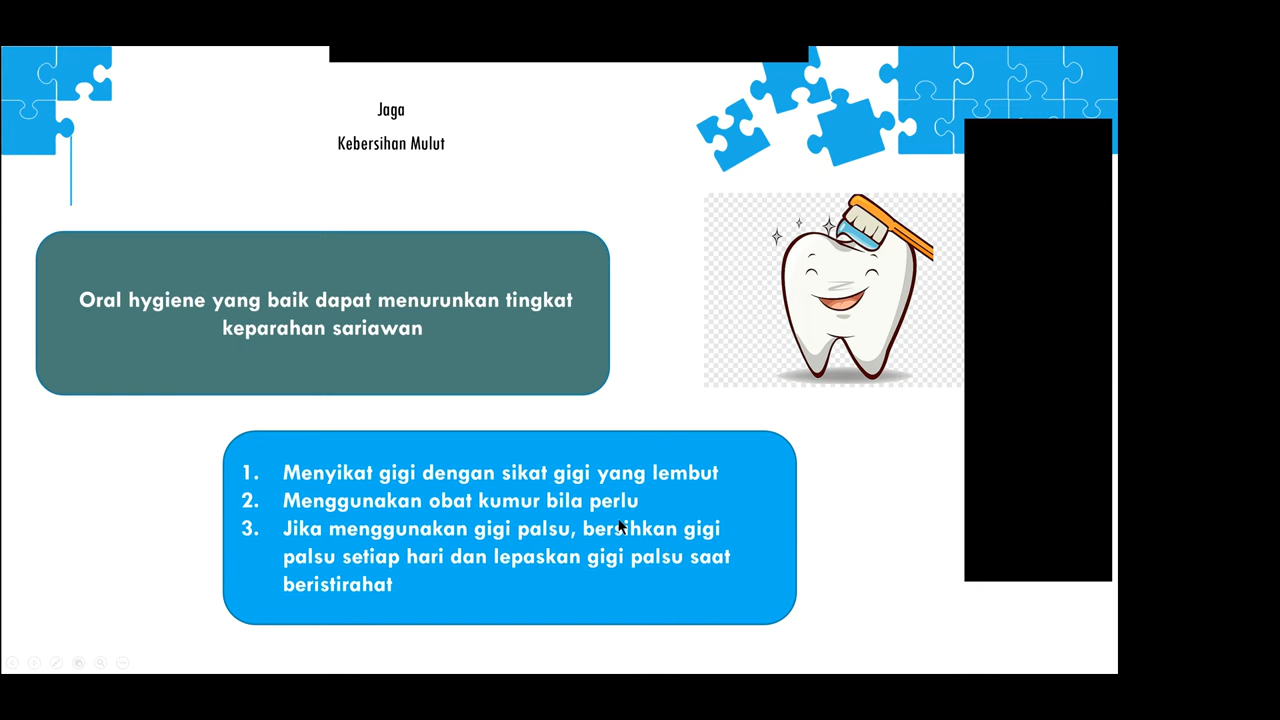 Jaga
Kebersihan Mulut
Oral hygiene yang baik dapat menurunkan tingkat
keparahan sariawan
1. Menyikat gigi dengan sikat gigi yang lembut
2. Menggunakan obat kumur bila perlu
3. Jika menggunakan gigi palsu, bersihkan gigi
palsu setiap hari dan lepaskan gigi palsu saat
beristirahat